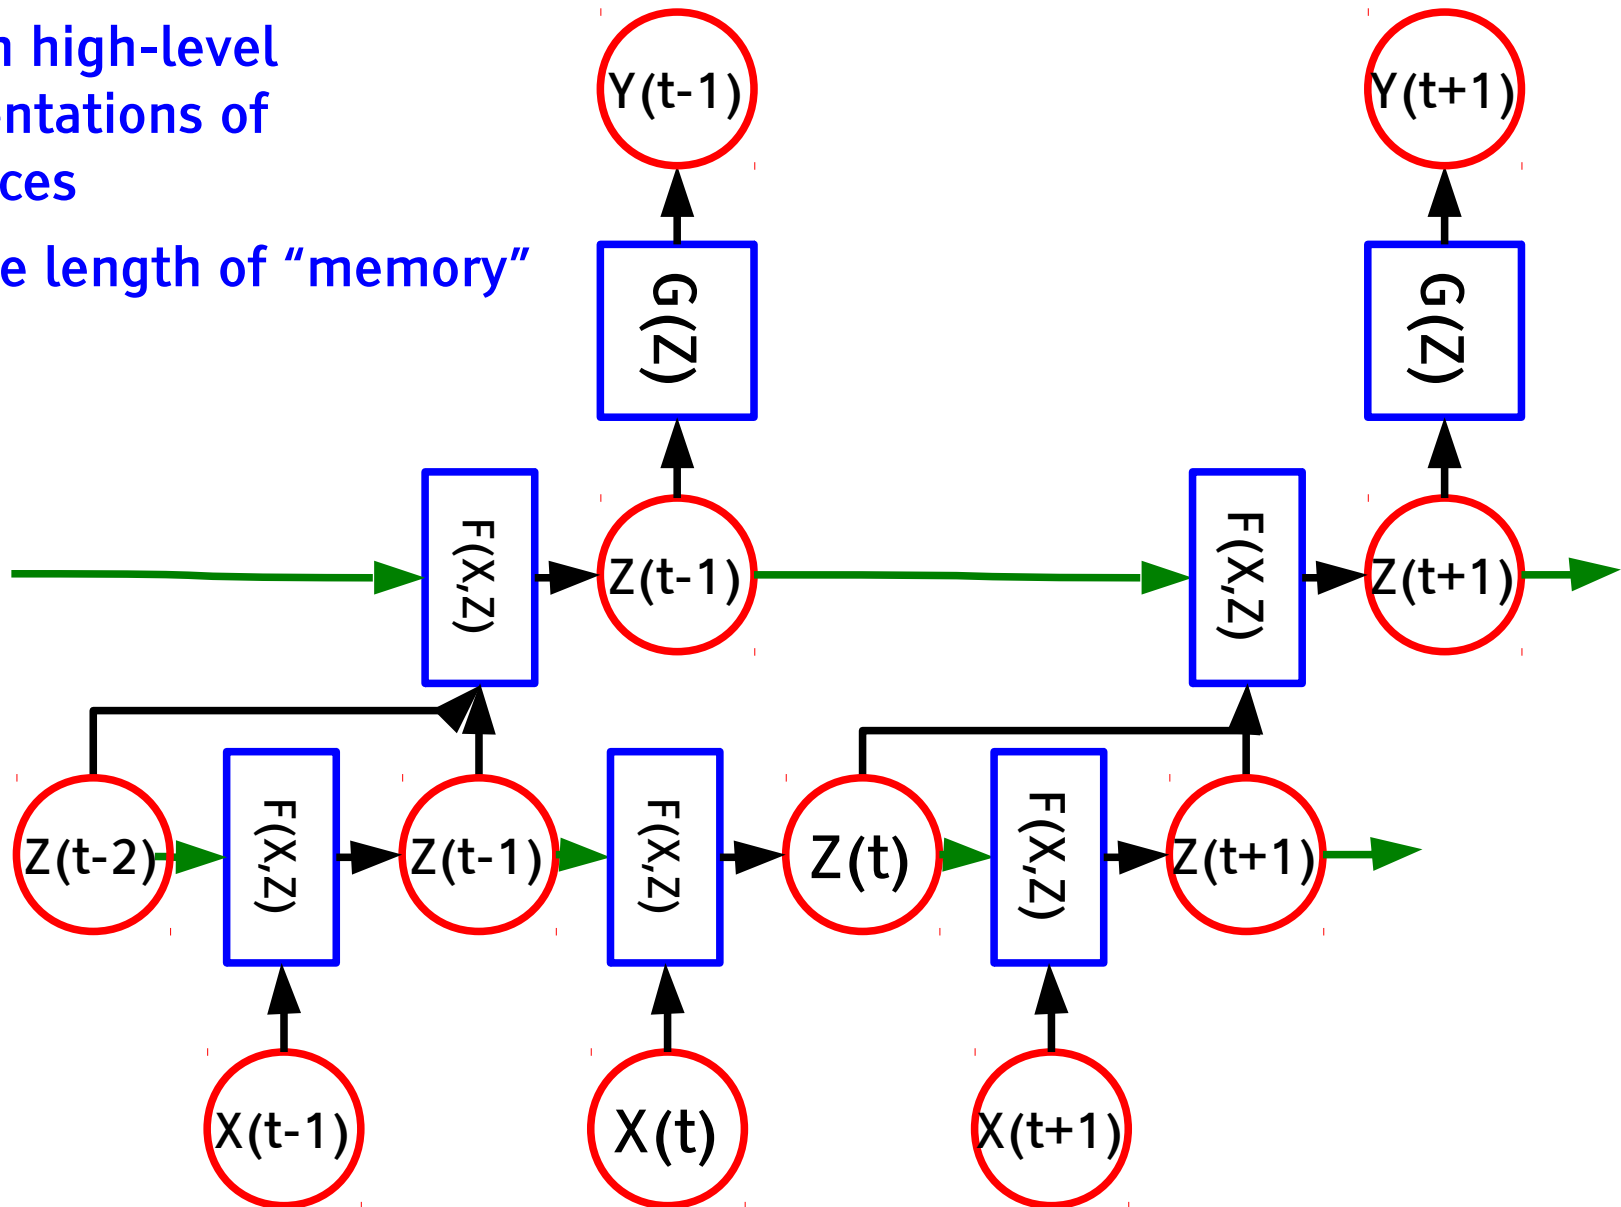 n high-level
ntations of
ces
e length of “memory”
Y(t-1) Y(t+1)
G(Z) G(Z)
F(X,Z) Z(t-1) F(X,Z) Z(t+1)
Z(t-2) F(X,Z) Z(t-1) F(X,Z) Z(t) F(X,Z) Z(t+1)
X(t-1) X(t) X(t+1)